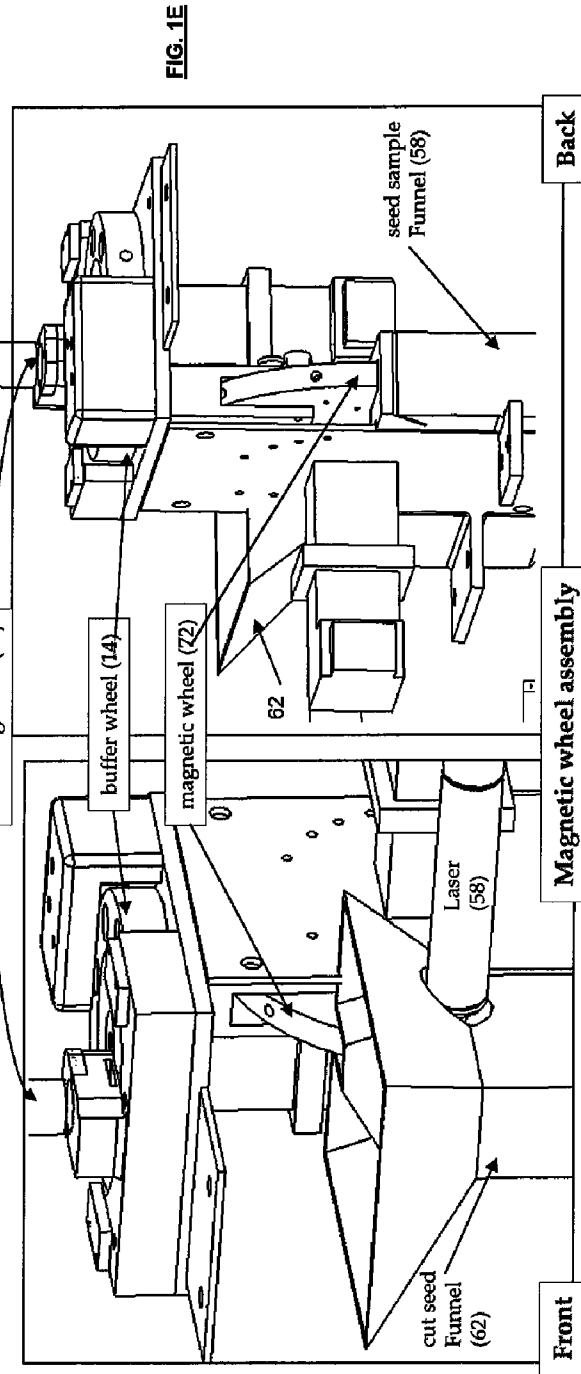 FIG. 1E
buffer wheel (14)
magnetic wheel (72)
Laser
(58)
cut seed
Funnel
(62)
Front
62
seed sample
Funnel (58)
Back
Magnetic wheel assembly